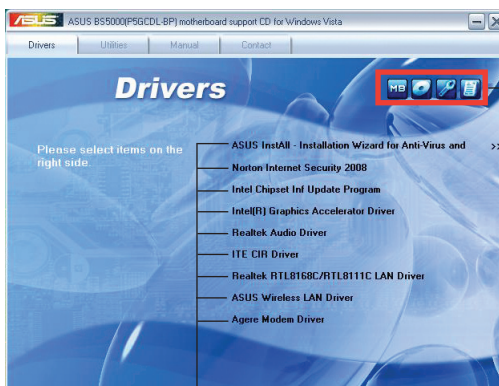 ASUS ASUS BS5000(P5GCDL-BP) motherboard support CD for Windows Vista
Drivers Utilities Manual Contact
Drivers
MB
Please select items on the
right side.
ASUS InstAll - Installation Wizard for Anti-Virus and >>
Norton Internet Security 2008
Intel Chipset Inf Update Program
Intel(R) Graphics Accelerator Driver
Realtek Audio Driver
ITE CIR Driver
Realtek RTL8168C/RTL8111C LAN Driver
ASUS Wireless LAN Driver
Agere Modem Driver